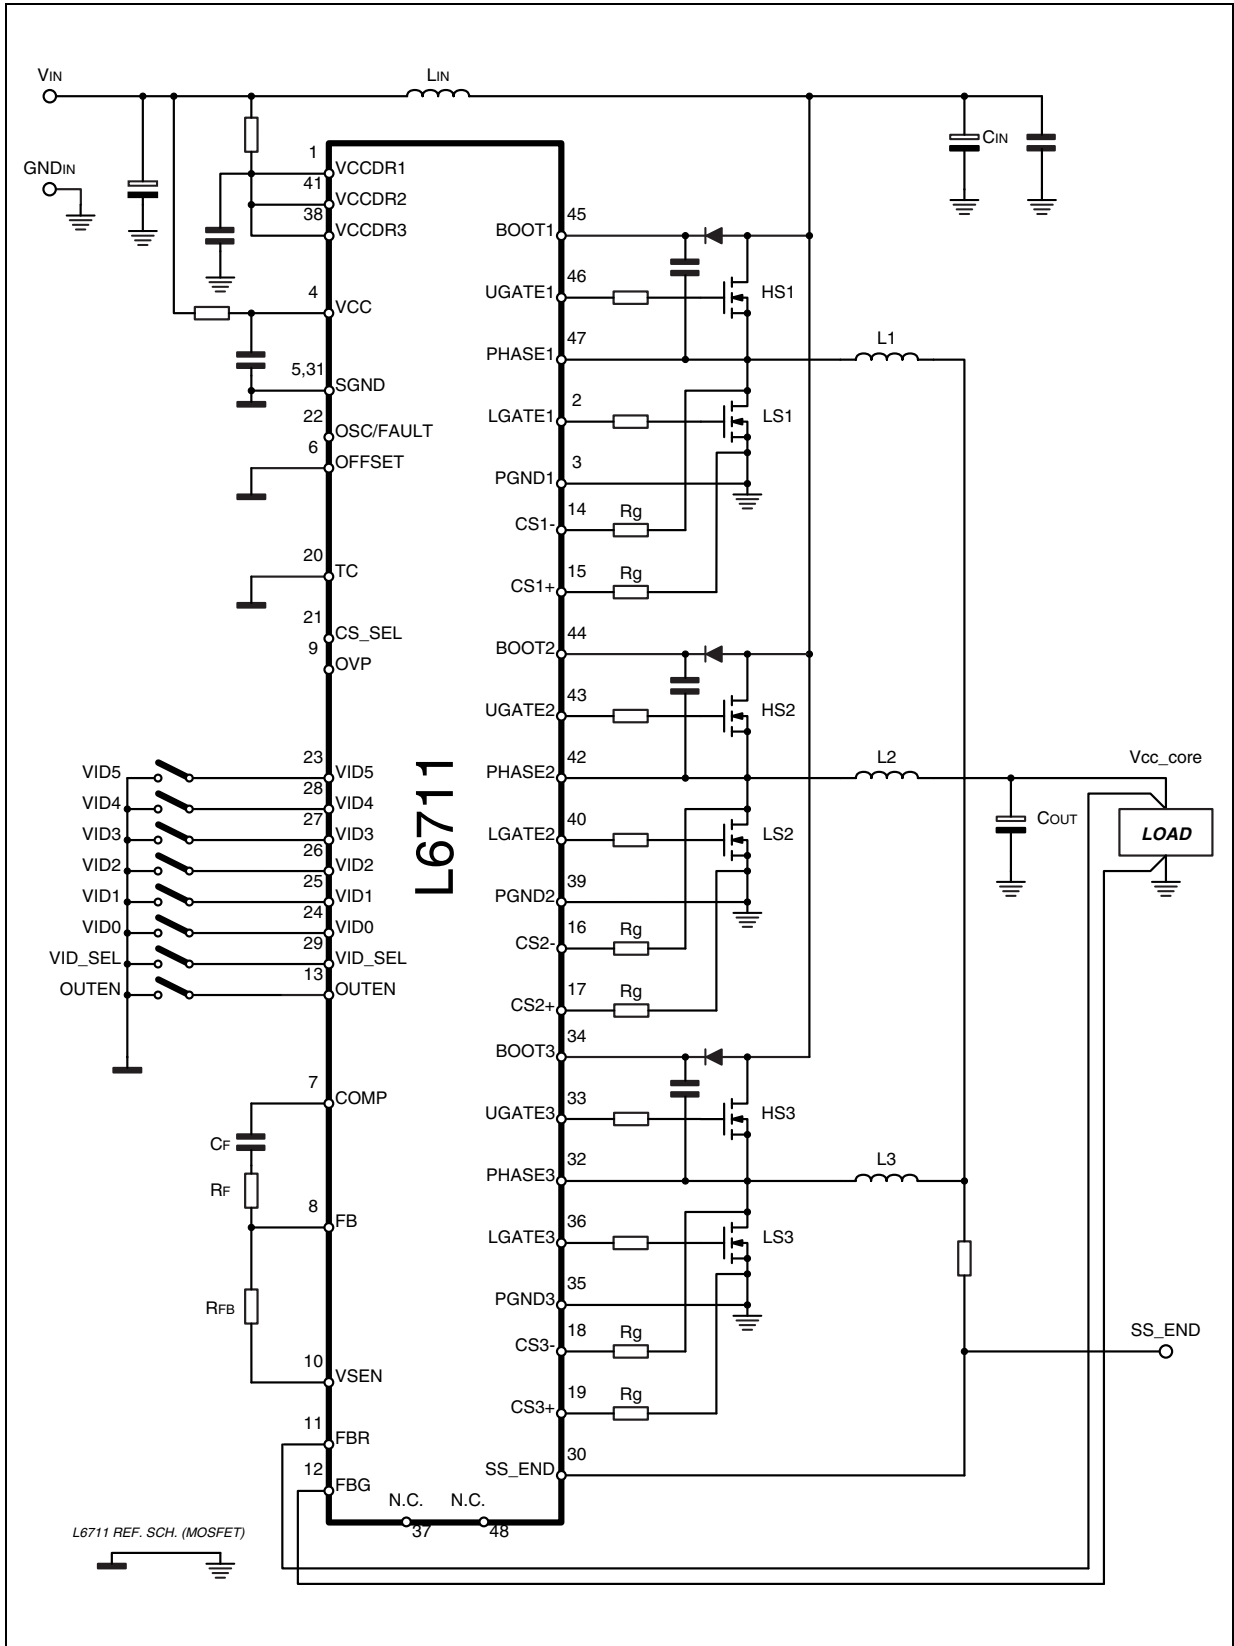 VIN
LIN
CIN
GNDIN
1
VCCDR1
41
VCCDR2
38
VCCDR3
4
VCC
5,31
SGND
22
OSC/FAULT
6
OFFSET
20
TC
21
CS_SEL
9
OVP
VID5
23
VID5
VID4
28
VID4
VID3
27
VID3
VID2
26
VID2
VID1
25
VID1
VID0
24
VID0
VID_SEL
29
VID_SEL
OUTEN
13
OUTEN
7
COMP
CF
RF
8
FB
RFB
10
VSEN
11
FBR
12
FBG
N.C.
N.C.
37
48
L6711
BOOT1
45
UGATE1
46
HS1
PHASE1
47
L1
LGATE1
2
LS1
PGND1
3
CS1-
14
Rg
CS1+
15
Rg
BOOT2
44
UGATE2
43
HS2
PHASE2
42
L2
Vcc_core
LGATE2
40
LS2
COUT
LOAD
PGND2
39
CS2-
16
Rg
CS2+
17
Rg
BOOT3
34
UGATE3
33
HS3
PHASE3
32
L3
LGATE3
36
LS3
PGND3
35
CS3-
18
Rg
SS_END
CS3+
19
Rg
SS_END
30
L6711 REF. SCH. (MOSFET)